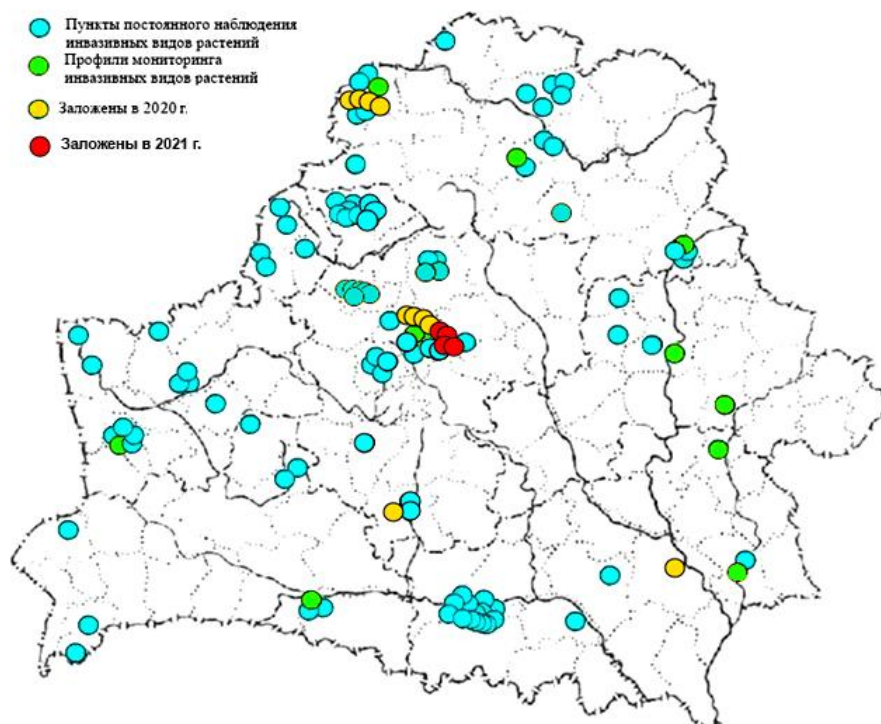 Пункты постоянного наблюдения
инвазивных видов растений
Профили мониторинга
инвазивных видов растений
Заложены в 2020 г.
Заложены в 2021 г.